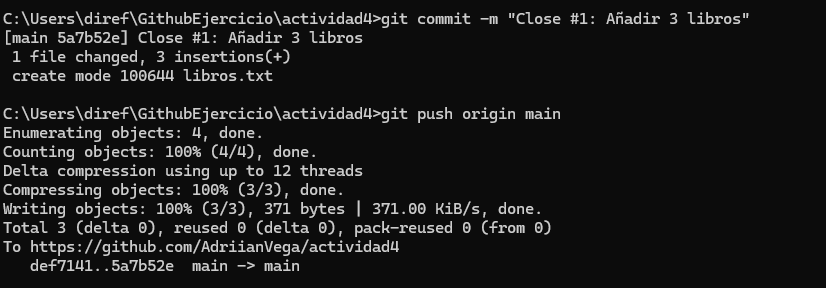 C:\Users\diref\GithubEjercicio\actividad4>git commit -m "Close #1: Añadir 3 libros"
[main 5a7b52e] Close #1: Añadir 3 libros
 1 file changed, 3 insertions(+)
 create mode 100644 libros.txt
C:\Users\diref\GithubEjercicio\actividad4>git push origin main
Enumerating objects: 4, done.
Counting objects: 100% (4/4), done.
Delta compression using up to 12 threads
Compressing objects: 100% (3/3), done.
Writing objects: 100% (3/3), 371 bytes | 371.00 KiB/s, done.
Total 3 (delta 0), reused 0 (delta 0), pack-reused 0 (from 0)
To https://github.com/AdriianVega/actividad4
   def7141..5a7b52e  main -> main